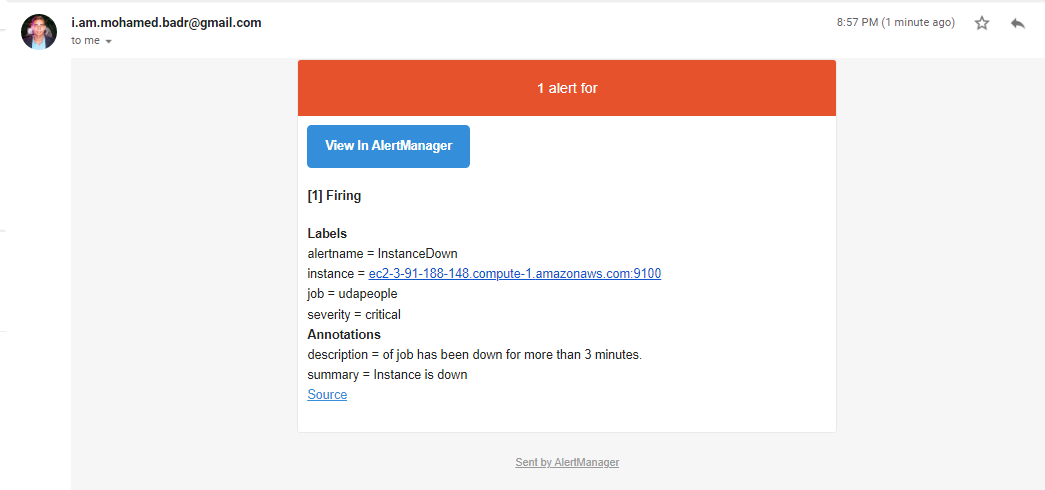 i.am.mohamed.badr@gmail.com
8:57 PM (1 minute ago)
to me
1 alert for
View In AlertManager
[1] Firing
Labels
alertname = InstanceDown
instance = ec2-3-91-188-148.compute-1.amazonaws.com:9100
job = udapeople
severity = critical
Annotations
description = of job has been down for more than 3 minutes.
summary = Instance is down
Source
Sent by AlertManager